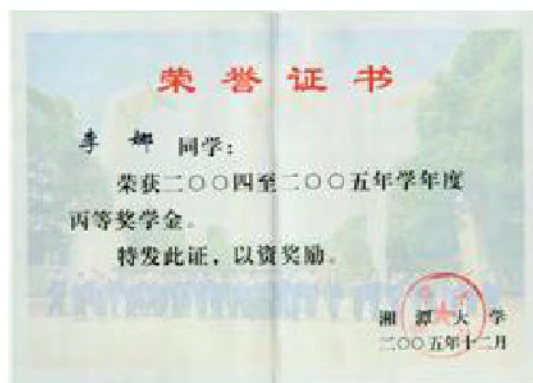 荣誉证书
李娜 同学：
荣获二〇〇四至二〇〇五年学年度
丙等奖学金。
特发此证，以资奖励。
湘潭大学
二〇〇五年十二月